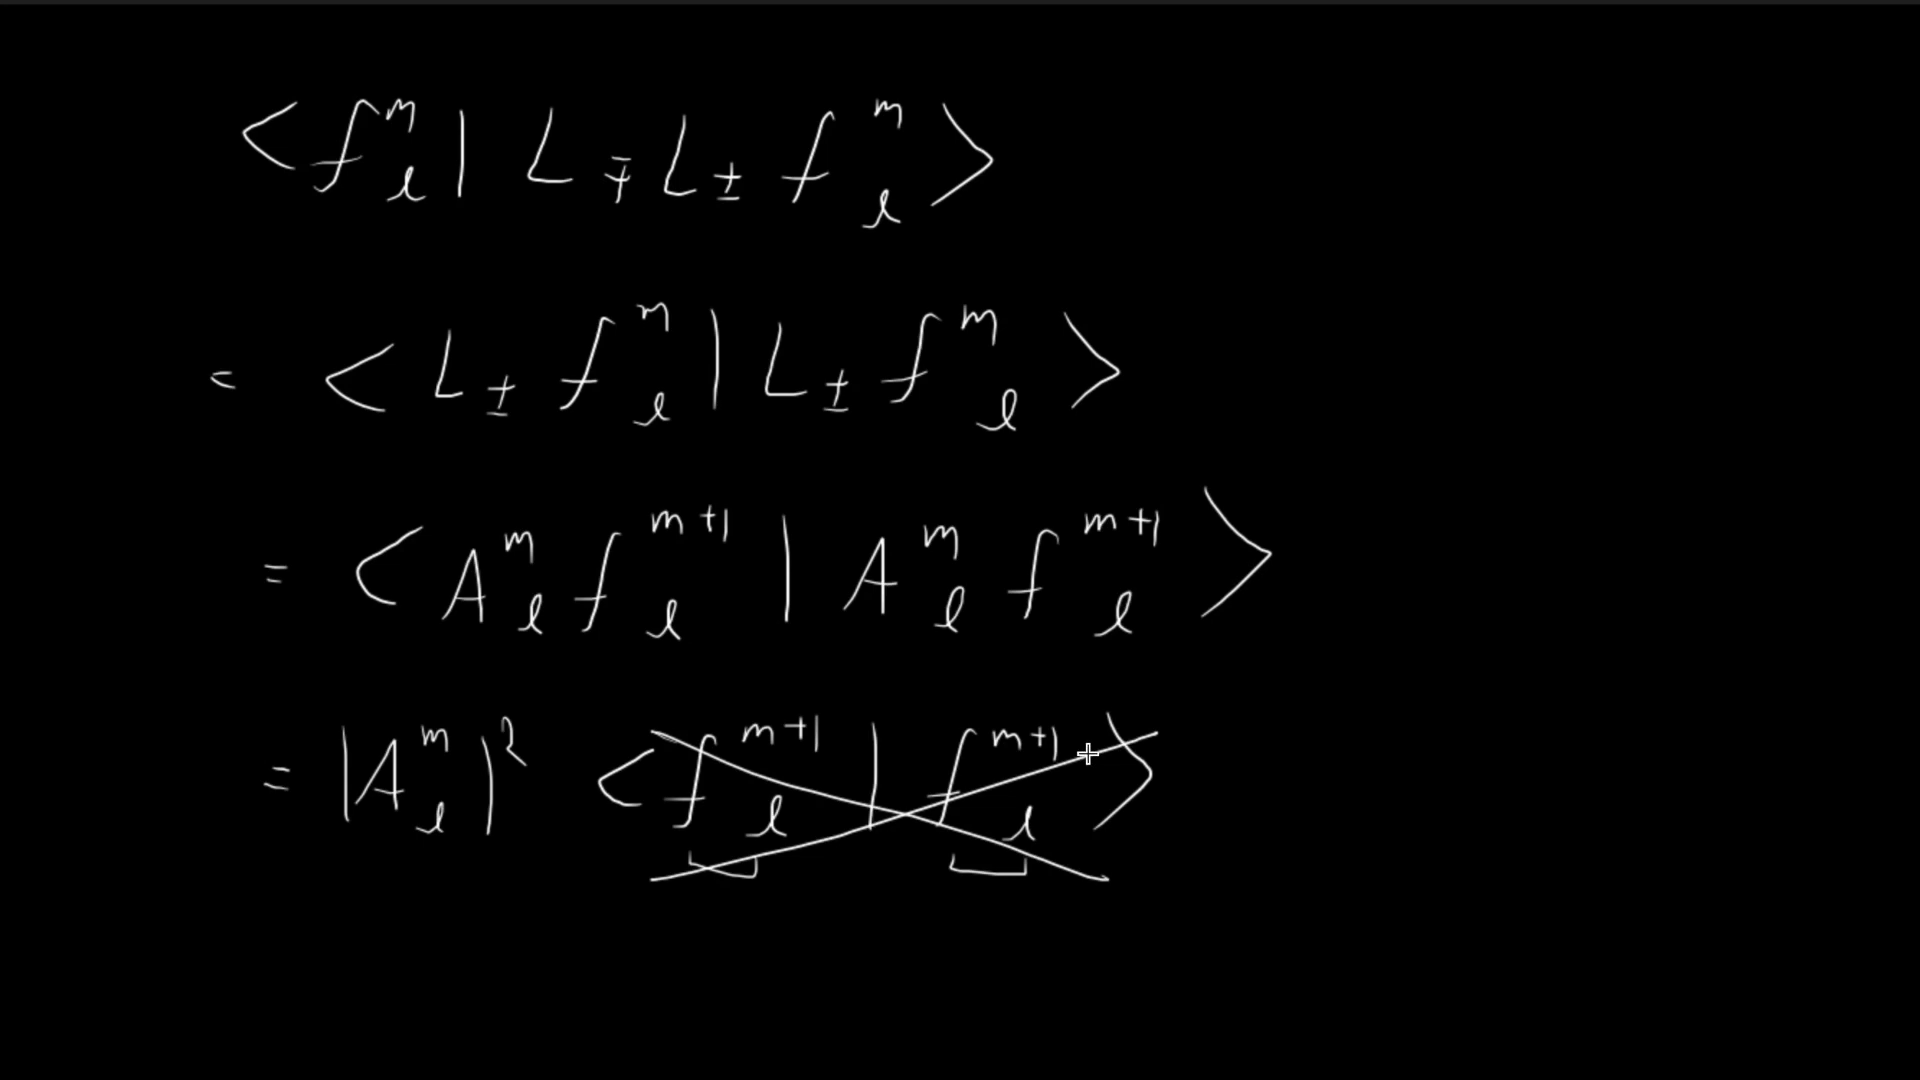 <f_l^m| L_∓ L_± f_l^m>
= <L_± f_l^m | L_± f_l^m>
= <A_l^m f_l^{m+1} | A_l^m f_l^{m+1}>
= |A_l^m|^2 <f_l^{m+1} | f_l^{m+1}>